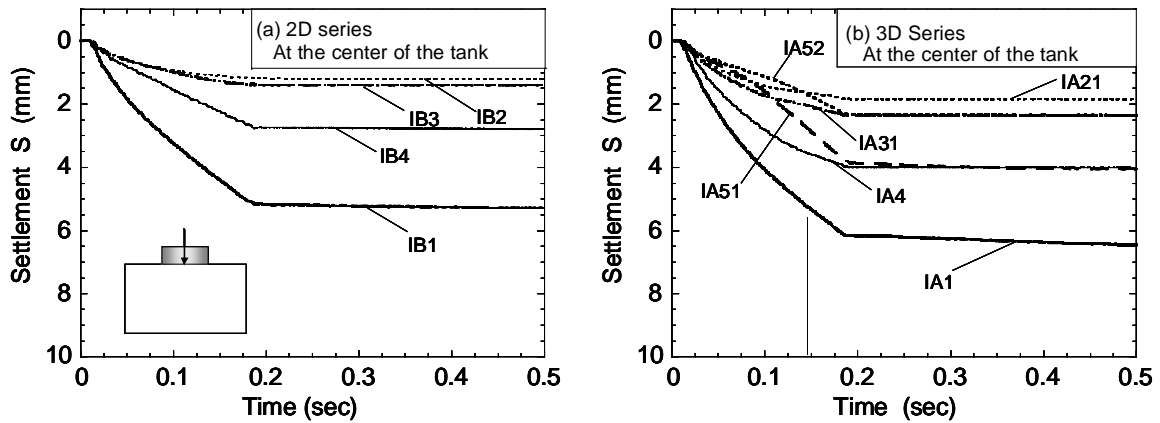 (a) 2D series
At the center of the tank
Settlement S (mm)
0
2
4
6
8
10
IB3
IB2
IB4
IB1
0 0.1 0.2 0.3 0.4 0.5
Time (sec)
(b) 3D Series
At the center of the tank
Settlement S (mm)
0
2
4
6
8
10
IA52
IA21
IA31
IA51
IA4
IA1
0 0.1 0.2 0.3 0.4 0.5
Time (sec)